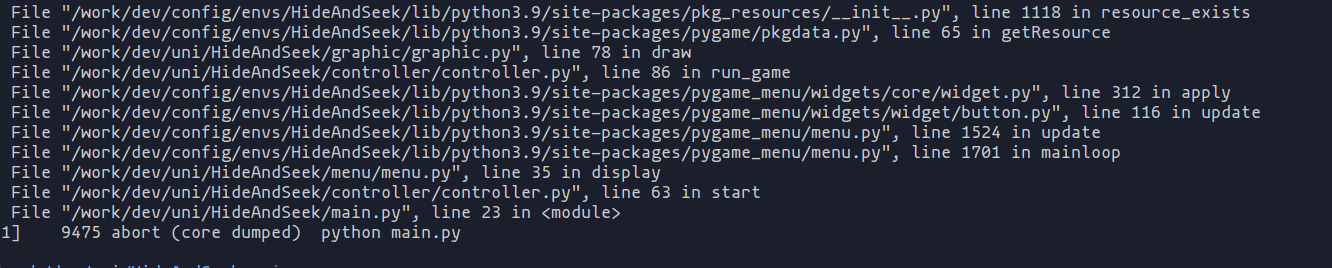 File "/work/dev/config/envs/HideAndSeek/lib/python3.9/site-packages/pkg_resources/__init__.py", line 1118 in resource_exists
File "/work/dev/config/envs/HideAndSeek/lib/python3.9/site-packages/pygame/pkgdata.py", line 65 in getResource
File "/work/dev/uni/HideAndSeek/graphic/graphic.py", line 78 in draw
File "/work/dev/uni/HideAndSeek/controller/controller.py", line 86 in run_game
File "/work/dev/config/envs/HideAndSeek/lib/python3.9/site-packages/pygame_menu/widgets/core/widget.py", line 312 in apply
File "/work/dev/config/envs/HideAndSeek/lib/python3.9/site-packages/pygame_menu/widgets/widget/button.py", line 116 in update
File "/work/dev/config/envs/HideAndSeek/lib/python3.9/site-packages/pygame_menu/menu.py", line 1524 in update
File "/work/dev/config/envs/HideAndSeek/lib/python3.9/site-packages/pygame_menu/menu.py", line 1701 in mainloop
File "/work/dev/uni/HideAndSeek/menu/menu.py", line 35 in display
File "/work/dev/uni/HideAndSeek/controller/controller.py", line 63 in start
File "/work/dev/uni/HideAndSeek/main.py", line 23 in <module>
1]    9475 abort (core dumped)  python main.py